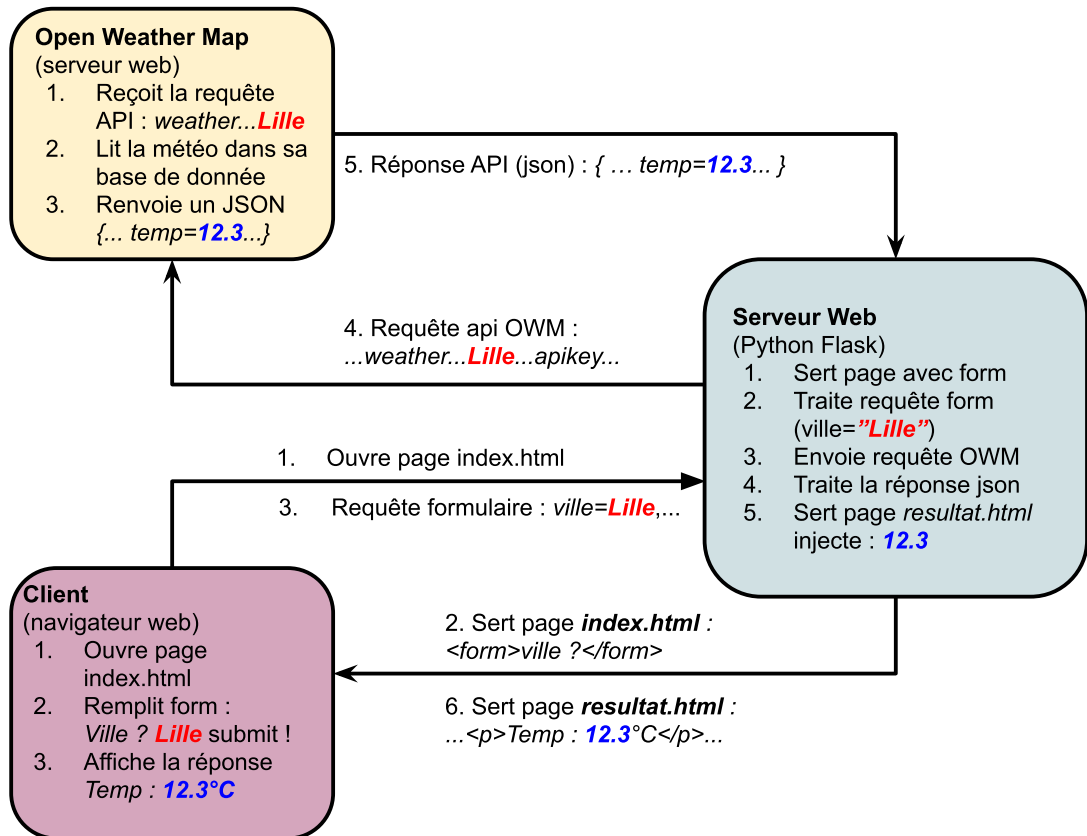 Open Weather Map
(serveur web)
1. Reçoit la requête
API : weather...Lille
2. Lit la météo dans sa
base de donnée
3. Renvoie un JSON
{... temp=12.3...}
5. Réponse API (json) : { ... temp=12.3... }
4. Requête api OWM :
...weather...Lille...apikey...
Serveur Web
(Python Flask)
1. Sert page avec form
2. Traite requête form
(ville=”Lille”)
3. Envoie requête OWM
4. Traite la réponse json
5. Sert page resultat.html
injecte : 12.3
1. Ouvre page index.html
3. Requête formulaire : ville=Lille,...
Client
(navigateur web)
1. Ouvre page
index.html
2. Remplit form :
Ville ? Lille submit !
3. Affiche la réponse
Temp : 12.3°C
2. Sert page index.html :
<form>ville ?</form>
6. Sert page resultat.html :
...<p>Temp : 12.3°C</p>...